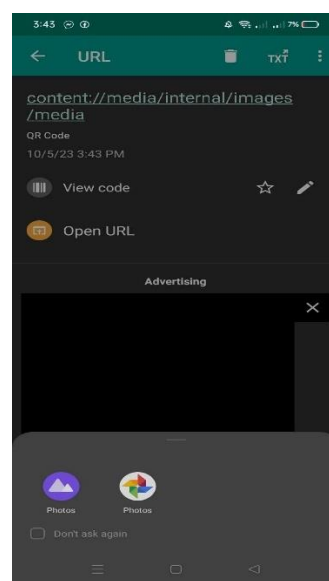 3:43 7%
URL TXT
content://media/internal/images
/media
QR Code
10/5/23 3:43 PM
View code
Open URL
Advertising
Photos Photos
Don't ask again